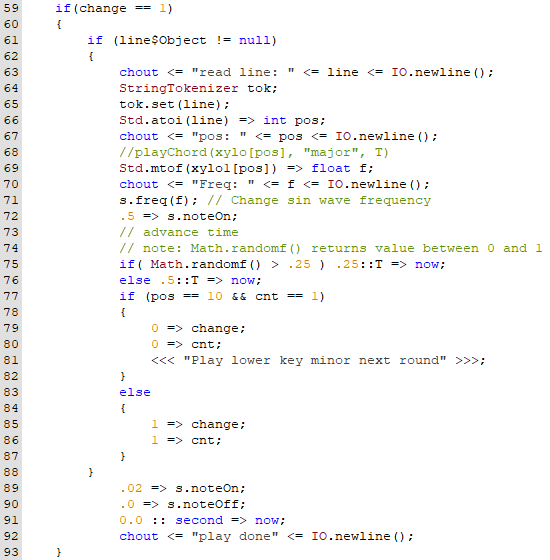 59 if(change == 1)
60 {
61 if (line$Object != null)
62 {
63 chout <= "read line: " <= line <= IO.newline();
64 StringTokenizer tok;
65 tok.set(line);
66 Std.atoi(line) => int pos;
67 chout <= "pos: " <= pos <= IO.newline();
68 //playChord(xylo[pos], "major", T)
69 Std.mtof(xylol[pos]) => float f;
70 chout <= "Freq: " <= f <= IO.newline();
71 s.freq(f); // Change sin wave frequency
72 .5 => s.noteOn;
73 // advance time
74 // note: Math.randomf() returns value between 0 and 1
75 if( Math.randomf() > .25 ) .25::T => now;
76 else .5::T => now;
77 if (pos == 10 && cnt == 1)
78 {
79 0 => change;
80 0 => cnt;
81 <<< "Play lower key minor next round" >>>;
82 }
83 else
84 {
85 1 => change;
86 1 => cnt;
87 }
88 }
89 .02 => s.noteOn;
90 .0 => s.noteOff;
91 0.0 :: second => now;
92 chout <= "play done" <= IO.newline();
93 }